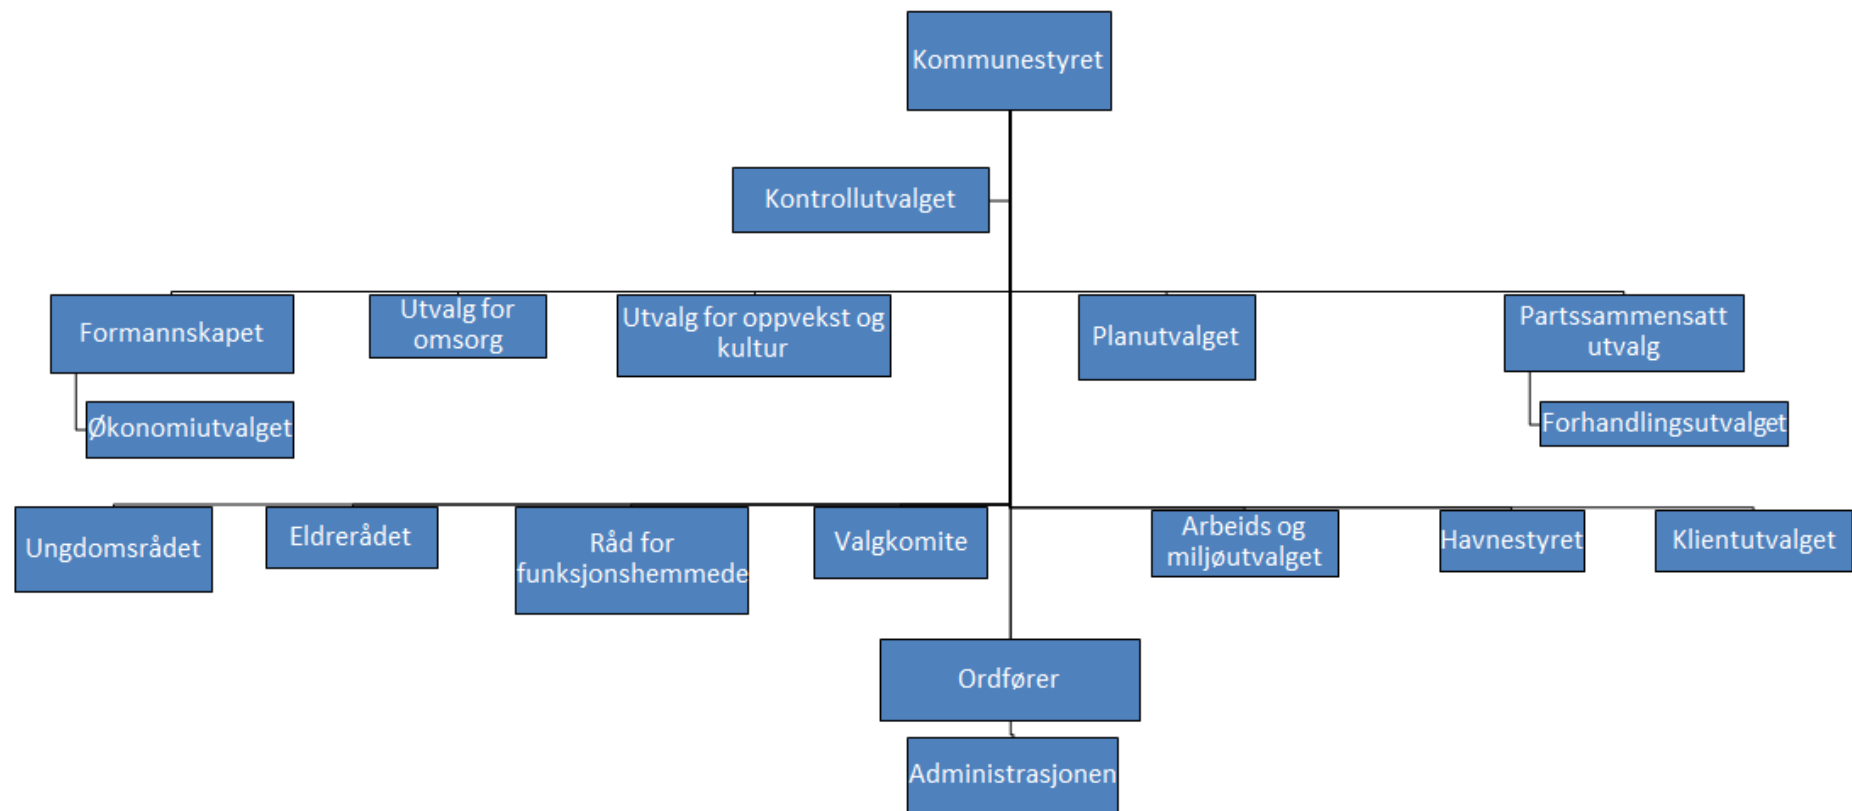 Kommunestyret
Kontrollutvalget
Formannskapet
Utvalg for
omsorg
Utvalg for oppvekst og
kultur
Planutvalget
Partssammensatt
utvalg
Økonomiutvalget
Forhandlingsutvalget
Ungdomsrådet
Eldrerådet
Råd for
funksjonshemmede
Valgkomite
Arbeids og
miljøutvalget
Havnestyret
Klientutvalget
Ordfører
Administrasjonen